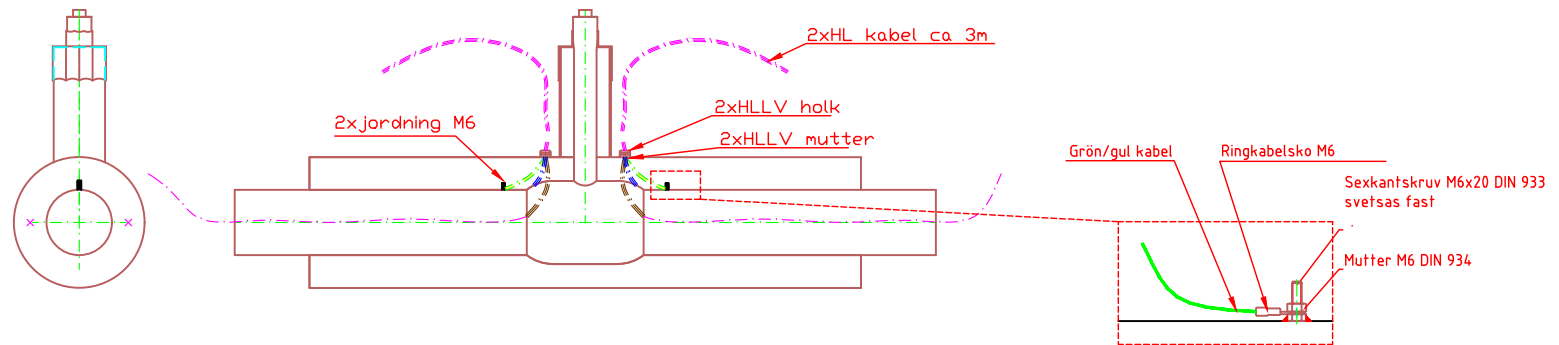 2xHL kabel ca 3m
2xHLLV holk
2xjordning M6
2xHLLV mutter
Grön/gul kabel
Ringkabelsko M6
Sexkantskruv M6x20 DIN 933
svetsas fast
Mutter M6 DIN 934